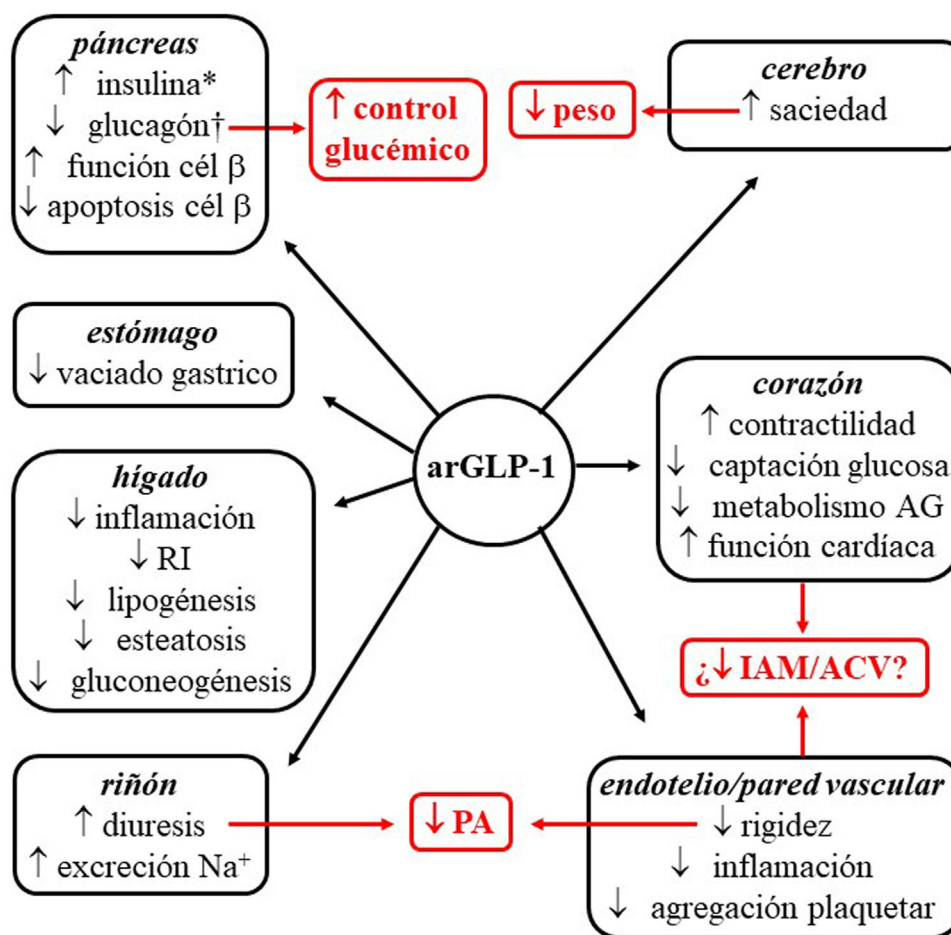 páncreas
↑ insulina*
↓ glucagón†
↑ función cél β
↓ apoptosis cél β
↑ control
glucémico
↓ peso
cerebro
↑ saciedad
estómago
↓ vaciado gastrico
hígado
↓ inflamación
↓ RI
↓ lipogénesis
↓ esteatosis
↓ gluconeogénesis
arGLP-1
corazón
↑ contractilidad
↓ captación glucosa
↓ metabolismo AG
↑ función cardíaca
¿↓ IAM/ACV?
riñón
↑ diuresis
↑ excreción Na⁺
↓ PA
endotelio/pared vascular
↓ rigidez
↓ inflamación
↓ agregación plaquetar